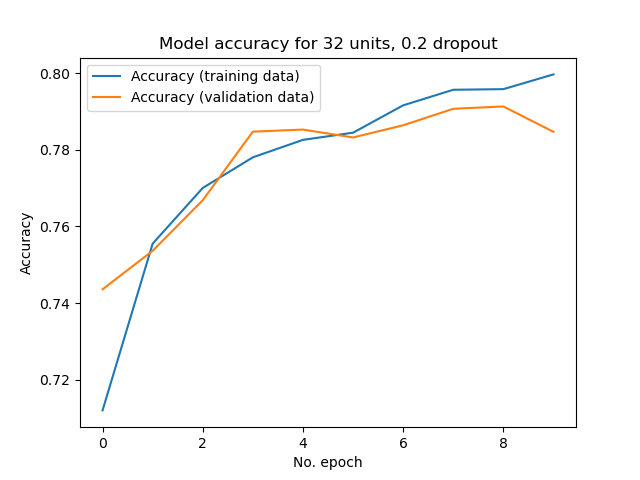 Model accuracy for 32 units, 0.2 dropout
Accuracy (training data)
Accuracy (validation data)
0.80
0.78
0.76
0.74
0.72
Accuracy
0 2 4 6 8
No. epoch